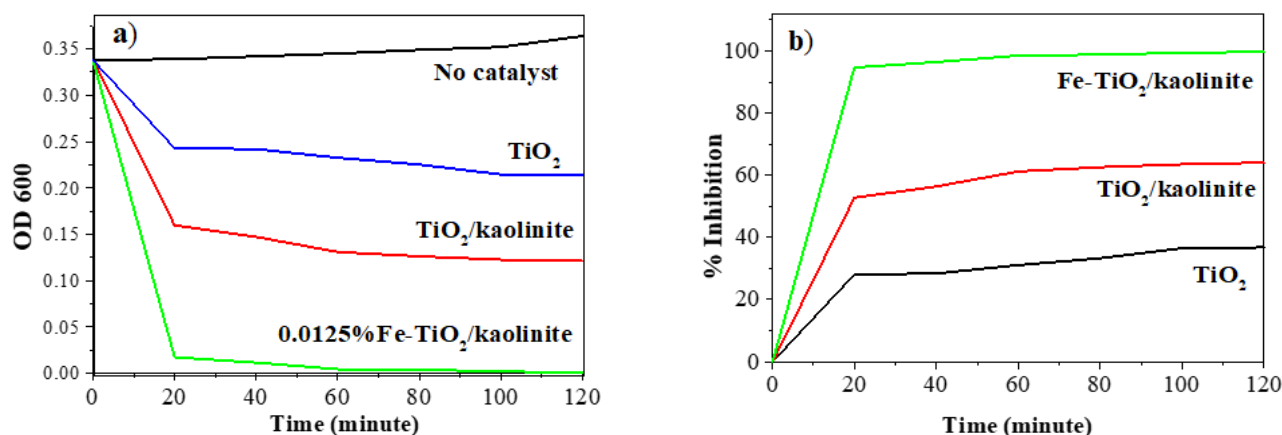 a)
No catalyst
TiO₂
TiO₂/kaolinite
0.0125%Fe-TiO₂/kaolinite
OD 600
0.35
0.30
0.25
0.20
0.15
0.10
0.05
0.00
0 20 40 60 80 100 120
Time (minute)
b)
Fe-TiO₂/kaolinite
TiO₂/kaolinite
TiO₂
% Inhibition
100
80
60
40
20
0
0 20 40 60 80 100 120
Time (minute)